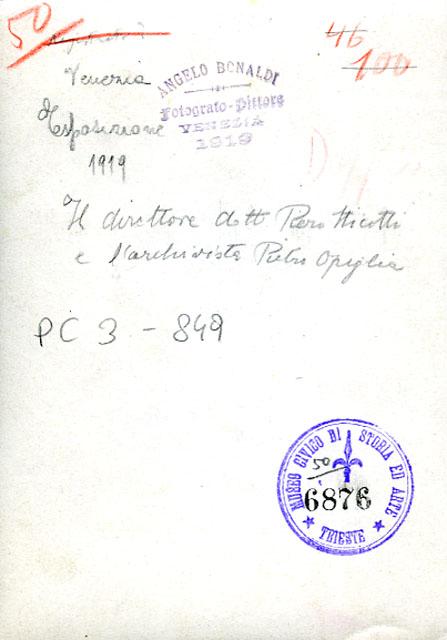 50
46
100
Venezia
Esposizione
1919
ANGELO BONALDI
Fotografo-Pittore
VENEZIA
1919
Il direttore dott. Piero Sticotti
e l'archivista Pietro Opiglia
PC 3 - 849
MUSEO CIVICO DI STORIA ED ARTE
50
6876
TRIESTE